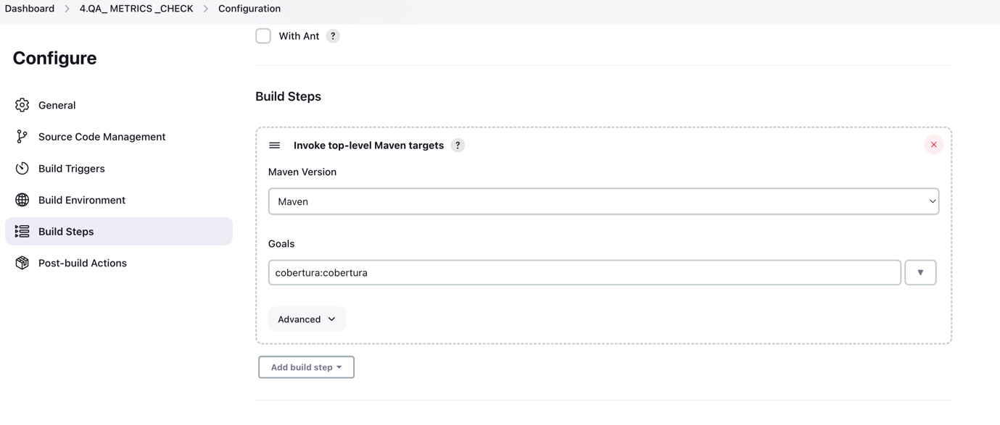 Dashboard > 4.QA_ METRICS _CHECK > Configuration
With Ant ?
Configure
General
Source Code Management
Build Triggers
Build Environment
Build Steps
Post-build Actions
Build Steps
Invoke top-level Maven targets ?
Maven Version
Maven
Goals
cobertura:cobertura
Advanced
Add build step